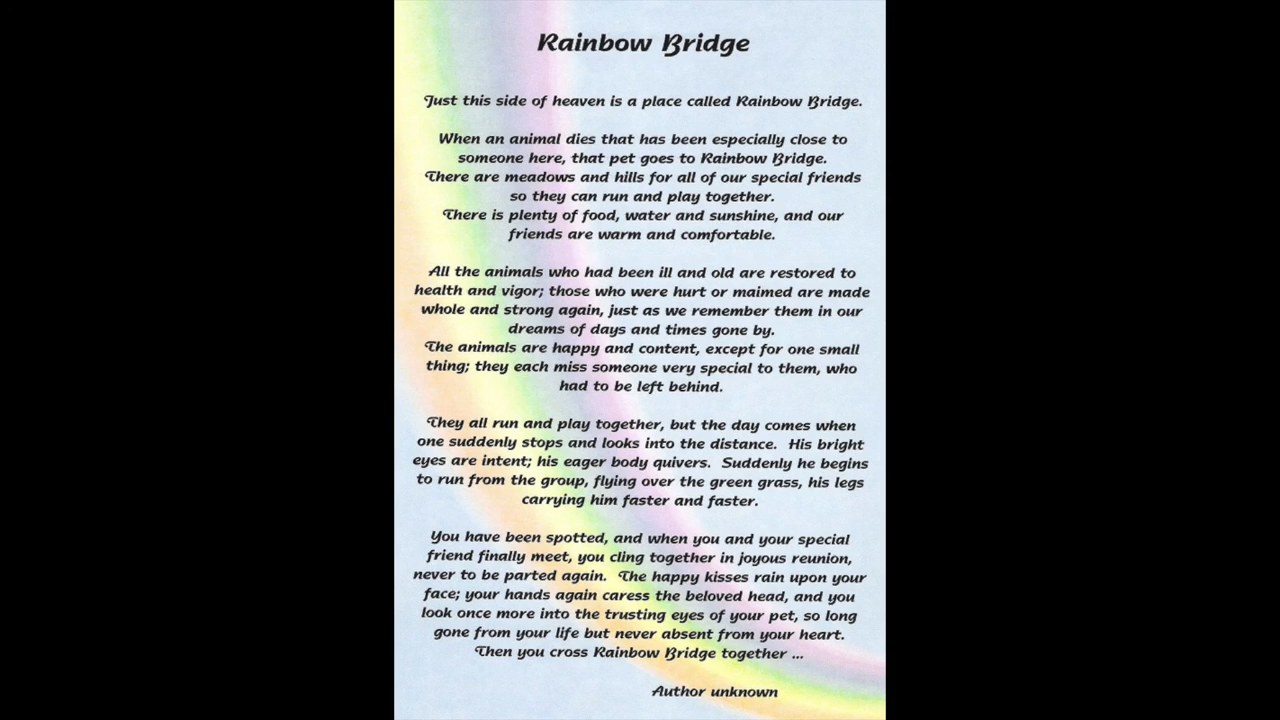 Rainbow Bridge
Just this side of heaven is a place called Rainbow Bridge.
When an animal dies that has been especially close to
someone here, that pet goes to Rainbow Bridge.
There are meadows and hills for all of our special friends
so they can run and play together.
There is plenty of food, water and sunshine, and our
friends are warm and comfortable.
All the animals who had been ill and old are restored to
health and vigor; those who were hurt or maimed are made
whole and strong again, just as we remember them in our
dreams of days and times gone by.
The animals are happy and content, except for one small
thing; they each miss someone very special to them, who
had to be left behind.
They all run and play together, but the day comes when
one suddenly stops and looks into the distance.  His bright
eyes are intent; his eager body quivers.  Suddenly he begins
to run from the group, flying over the green grass, his legs
carrying him faster and faster.
You have been spotted, and when you and your special
friend finally meet, you cling together in joyous reunion,
never to be parted again.  The happy kisses rain upon your
face; your hands again caress the beloved head, and you
look once more into the trusting eyes of your pet, so long
gone from your life but never absent from your heart.
Then you cross Rainbow Bridge together ...
Author unknown